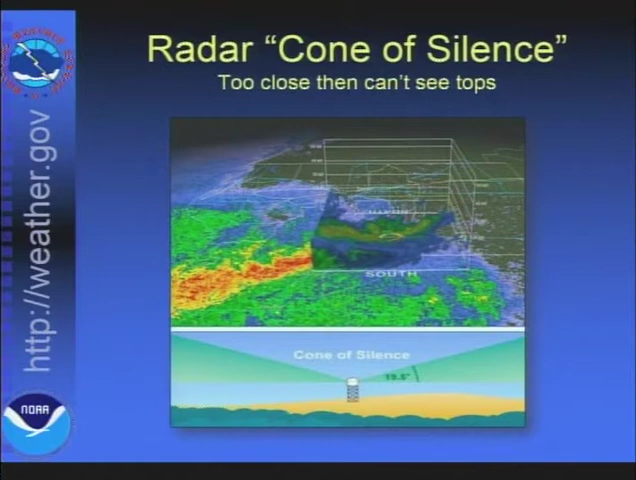 Radar “Cone of Silence”
Too close then can't see tops
http://weather.gov
SOUTH
Cone of Silence
19.5°
NOAA